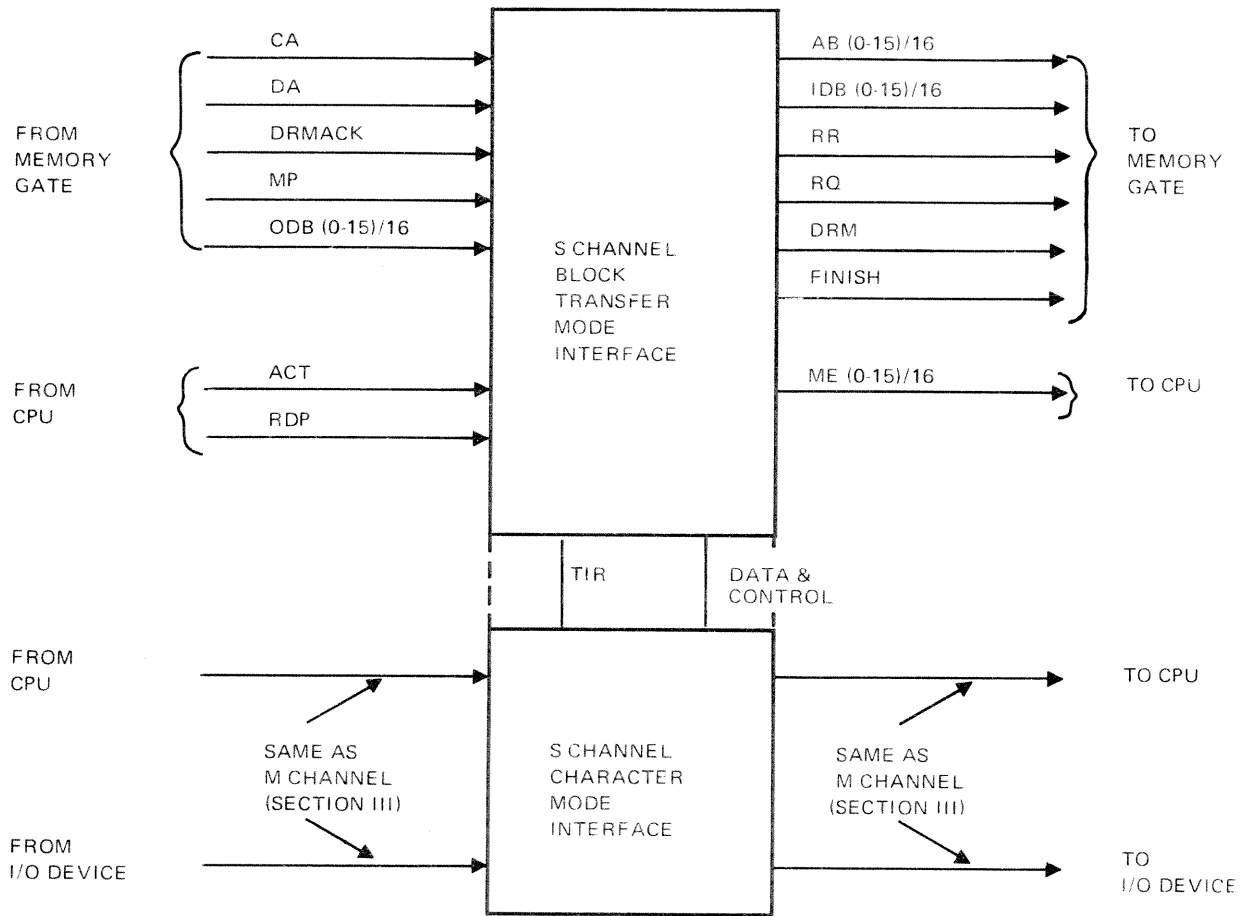 CA
DA
DRMACK
MP
ODB (0-15)/16
FROM
MEMORY
GATE
AB (0-15)/16
IDB (0-15)/16
RR
RQ
DRM
FINISH
TO
MEMORY
GATE
S CHANNEL
BLOCK
TRANSFER
MODE
INTERFACE
FROM
CPU
ACT
RDP
ME (0-15)/16
TO CPU
TIR
DATA &
CONTROL
FROM
CPU
TO CPU
SAME AS
M CHANNEL
(SECTION III)
S CHANNEL
CHARACTER
MODE
INTERFACE
SAME AS
M CHANNEL
(SECTION III)
FROM
I/O DEVICE
TO
I/O DEVICE